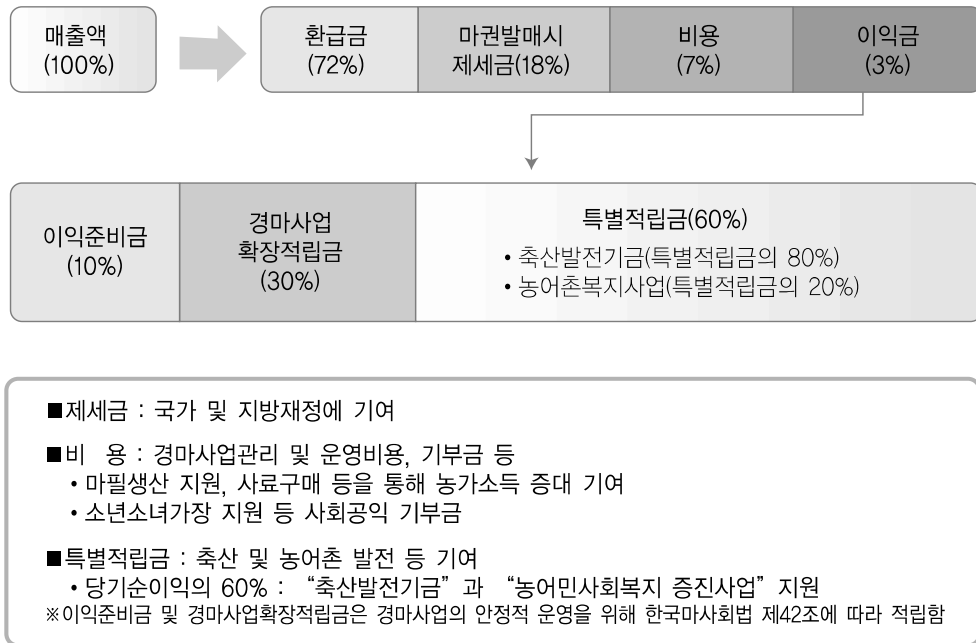 매출액
(100%)
환급금
(72%)
마권발매시
제세금(18%)
비용
(7%)
이익금
(3%)
이익준비금
(10%)
경마사업
확장적립금
(30%)
특별적립금(60%)
• 축산발전기금(특별적립금의 80%)
• 농어촌복지사업(특별적립금의 20%)
■제세금 : 국가 및 지방재정에 기여
■비 용 : 경마사업관리 및 운영비용, 기부금 등
• 마필생산 지원, 사료구매 등을 통해 농가소득 증대 기여
• 소년소녀가장 지원 등 사회공익 기부금
■특별적립금 : 축산 및 농어촌 발전 등 기여
• 당기순이익의 60% : “축산발전기금”과 “농어민사회복지 증진사업” 지원
※이익준비금 및 경마사업확장적립금은 경마사업의 안정적 운영을 위해 한국마사회법 제42조에 따라 적립함